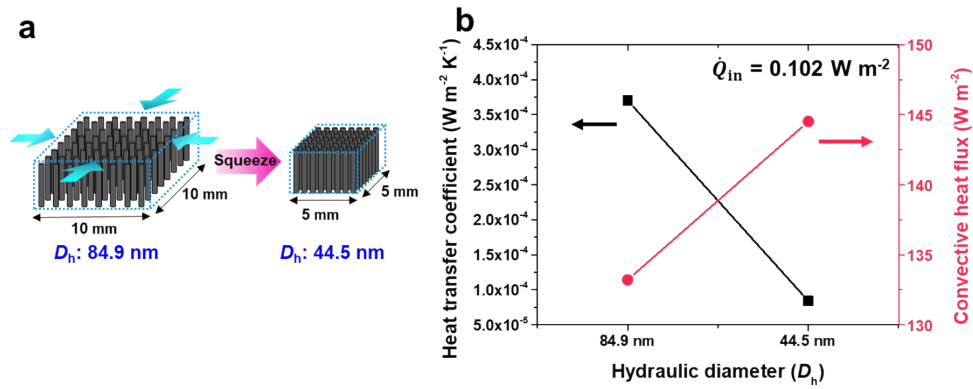 a
Squeeze
10 mm
10 mm
5 mm
5 mm
Dₕ: 84.9 nm
Dₕ: 44.5 nm
b
Heat transfer coefficient (W m⁻² K⁻¹)
4.5x10⁻⁴
4.0x10⁻⁴
3.5x10⁻⁴
3.0x10⁻⁴
2.5x10⁻⁴
2.0x10⁻⁴
1.5x10⁻⁴
1.0x10⁻⁴
5.0x10⁻⁵
Q̇in = 0.102 W m⁻²
150
145
140
135
130
Convective heat flux (W m⁻²)
84.9 nm
44.5 nm
Hydraulic diameter (Dₕ)